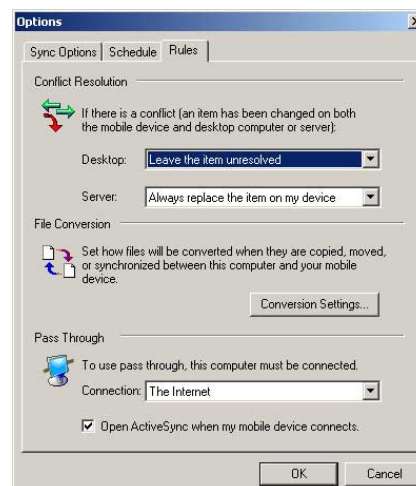 Options
Sync Options Schedule Rules
Conflict Resolution
If there is a conflict (an item has been changed on both
the mobile device and desktop computer or server):
Desktop: Leave the item unresolved
Server: Always replace the item on my device
File Conversion
Set how files will be converted when they are copied, moved,
or synchronized between this computer and your mobile
device.
Conversion Settings...
Pass Through
To use pass through, this computer must be connected.
Connection: The Internet
Open ActiveSync when my mobile device connects.
OK Cancel